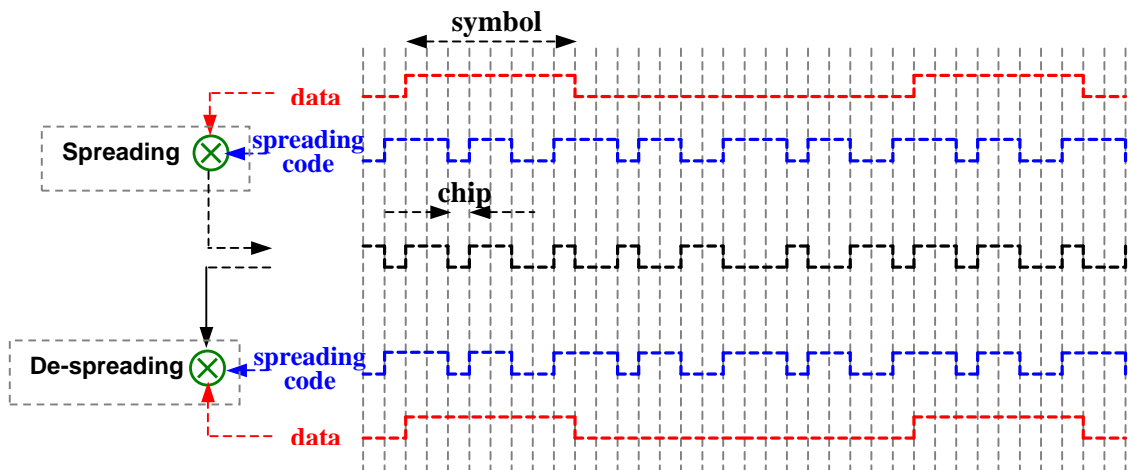 symbol
data
Spreading
spreading
code
chip
De-spreading
spreading
code
data